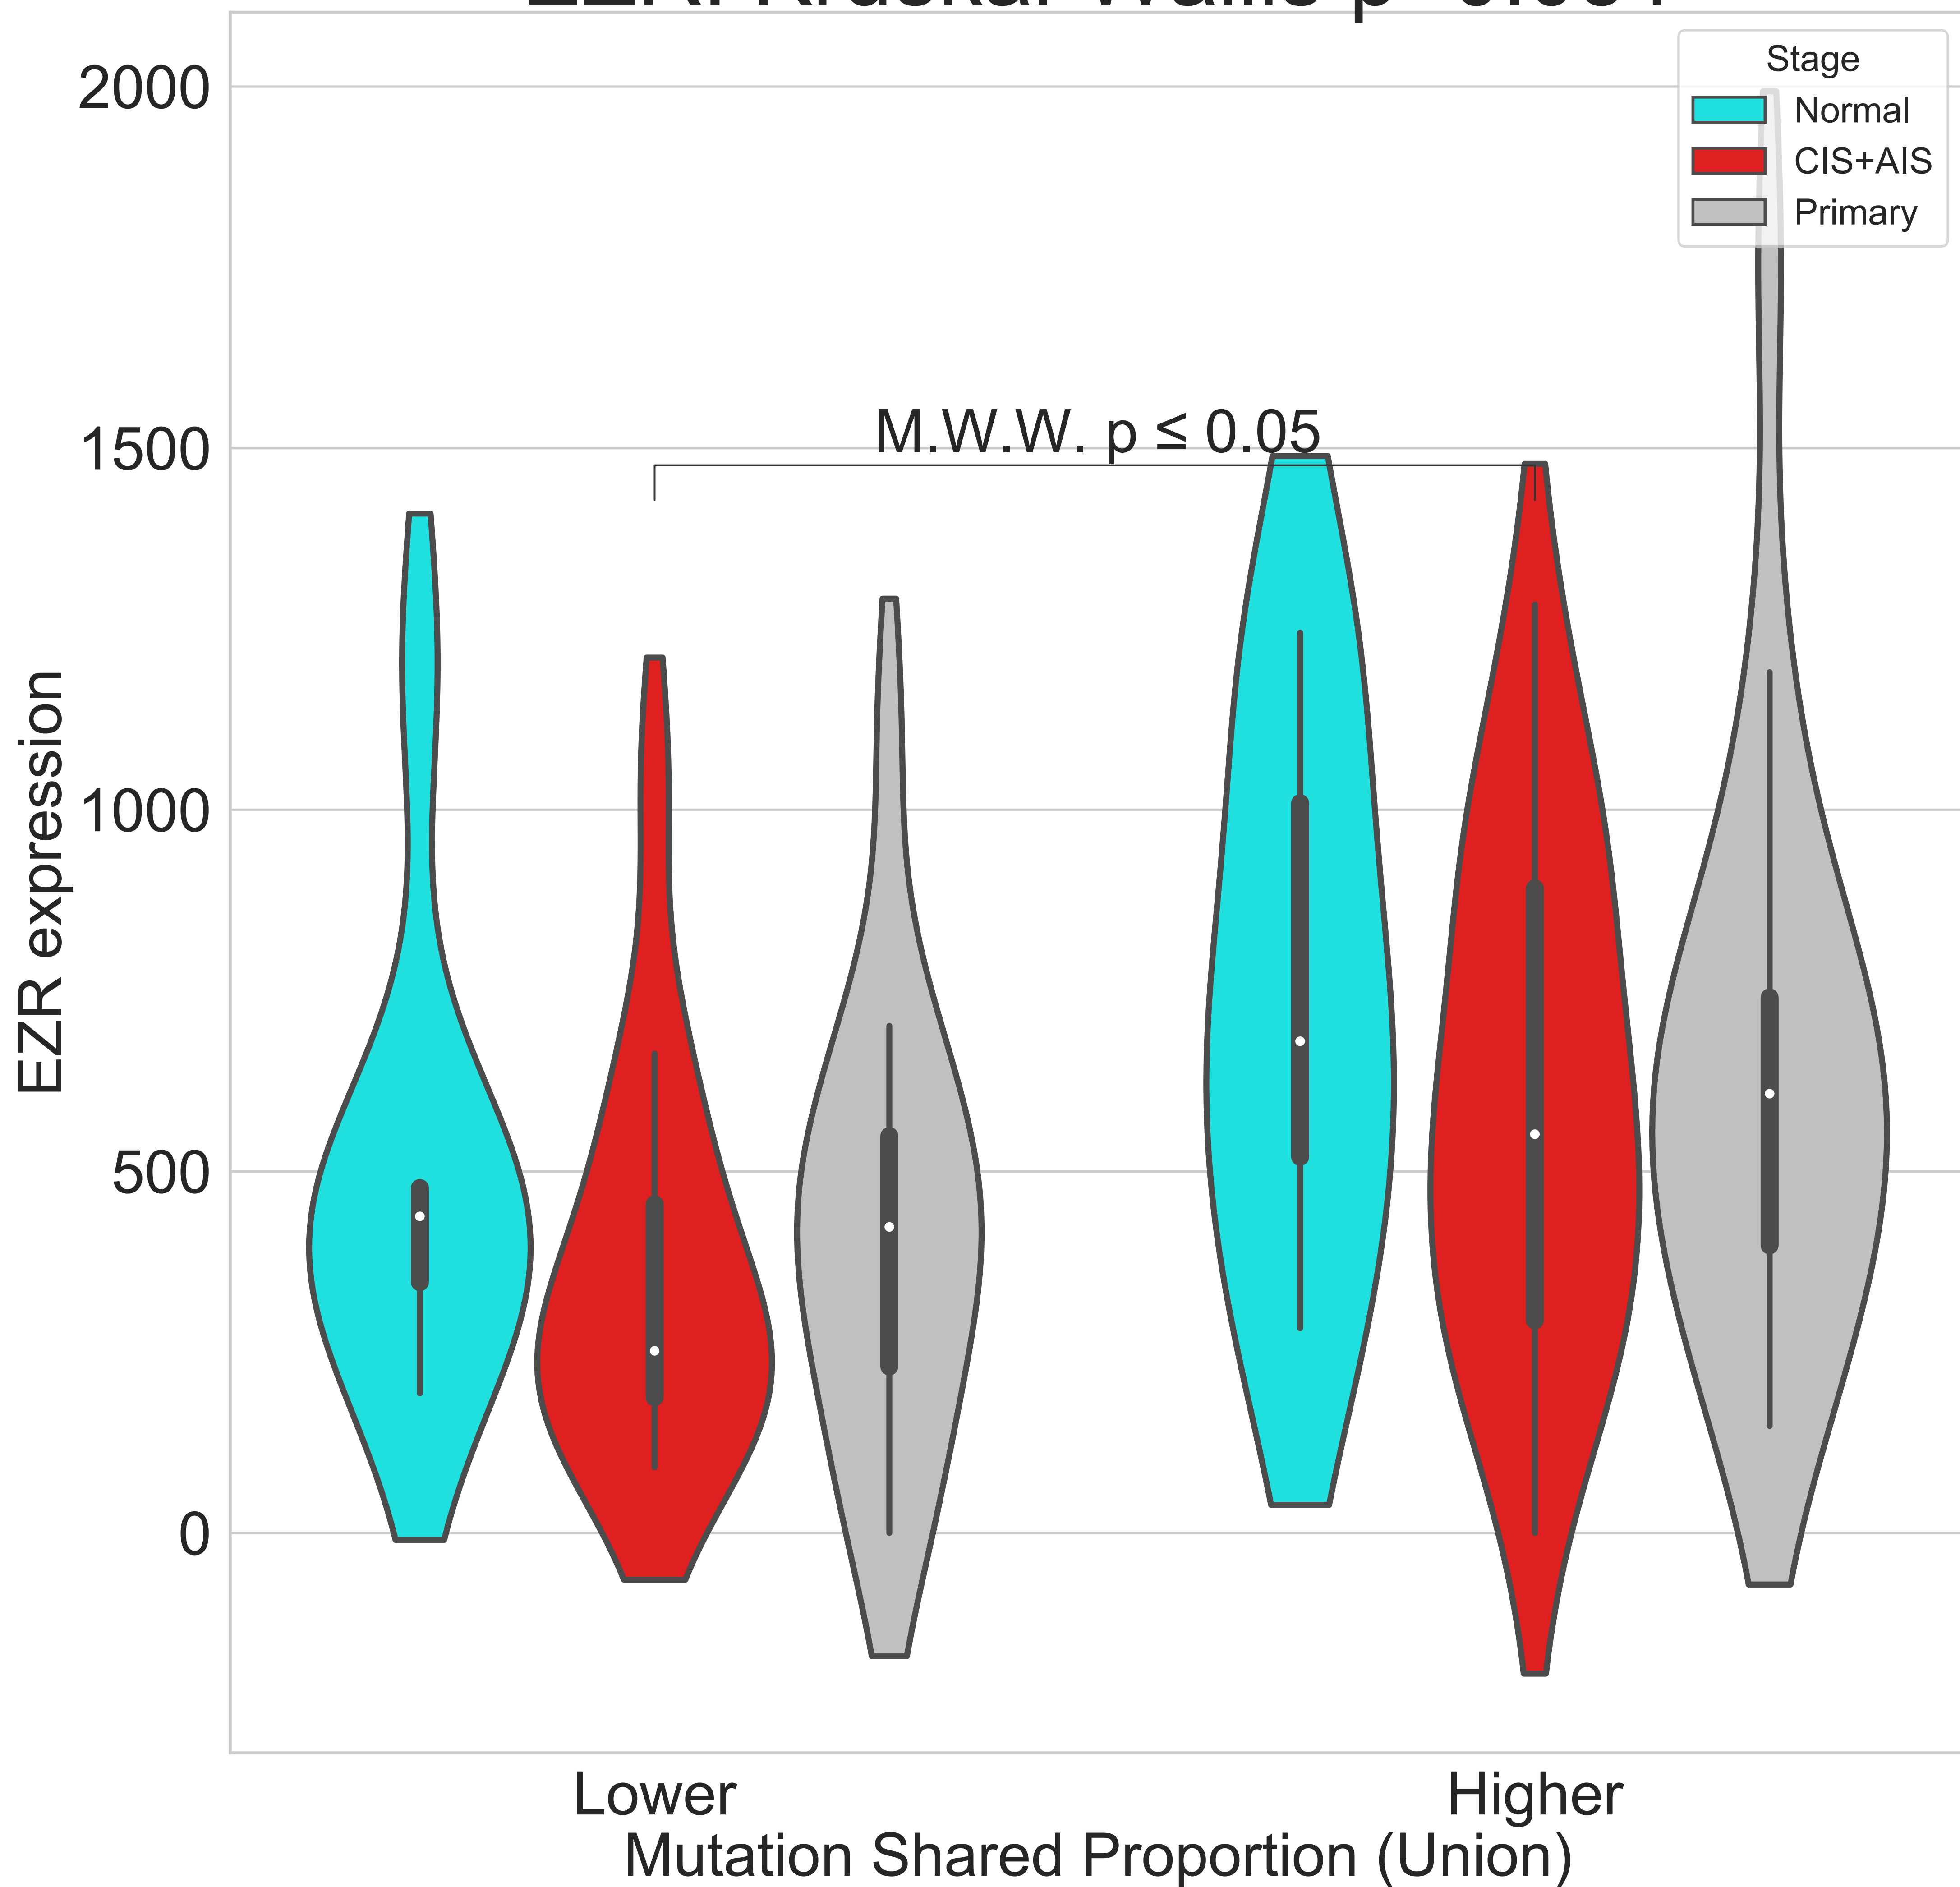 Stage
Normal
CIS+AIS
Primary
2000
1500
1000
500
0
M.W.W. p ≤ 0.05
EZR expression
Lower
Higher
Mutation Shared Proportion (Union)